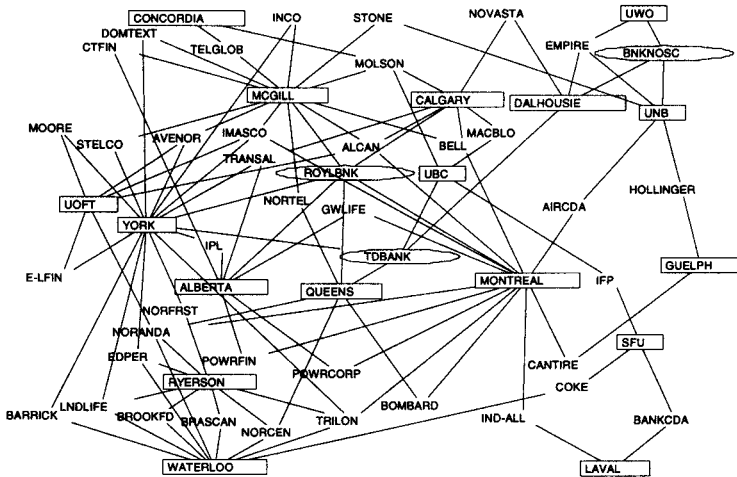 CONCORDIA
INCO
STONE
NOVASTA
UWO
DOMTEXT
CTFIN
TELGLOB
EMPIRE
BNKNOSC
MOLSON
MCGILL
CALGARY
DALHOUSIE
UNB
MOORE
STELCO
AVENOR
IMASCO
ALCAN
BELL
MACBLO
TRANSAL
ROYLBNK
UBC
HOLLINGER
UOFT
NORTEL
GWLIFE
AIRCDA
YORK
IPL
TDBANK
E-LFIN
ALBERTA
QUEENS
MONTREAL
IFP
GUELPH
NORFRST
NORANDA
EDPER
POWRFIN
SFU
RYERSON
POWRCORP
CANTIRE
COKE
BARRICK
LNDLIFE
BROOKFD
BRASCAN
NORCEN
TRILON
BOMBARD
IND-ALL
BANKCDA
WATERLOO
LAVAL